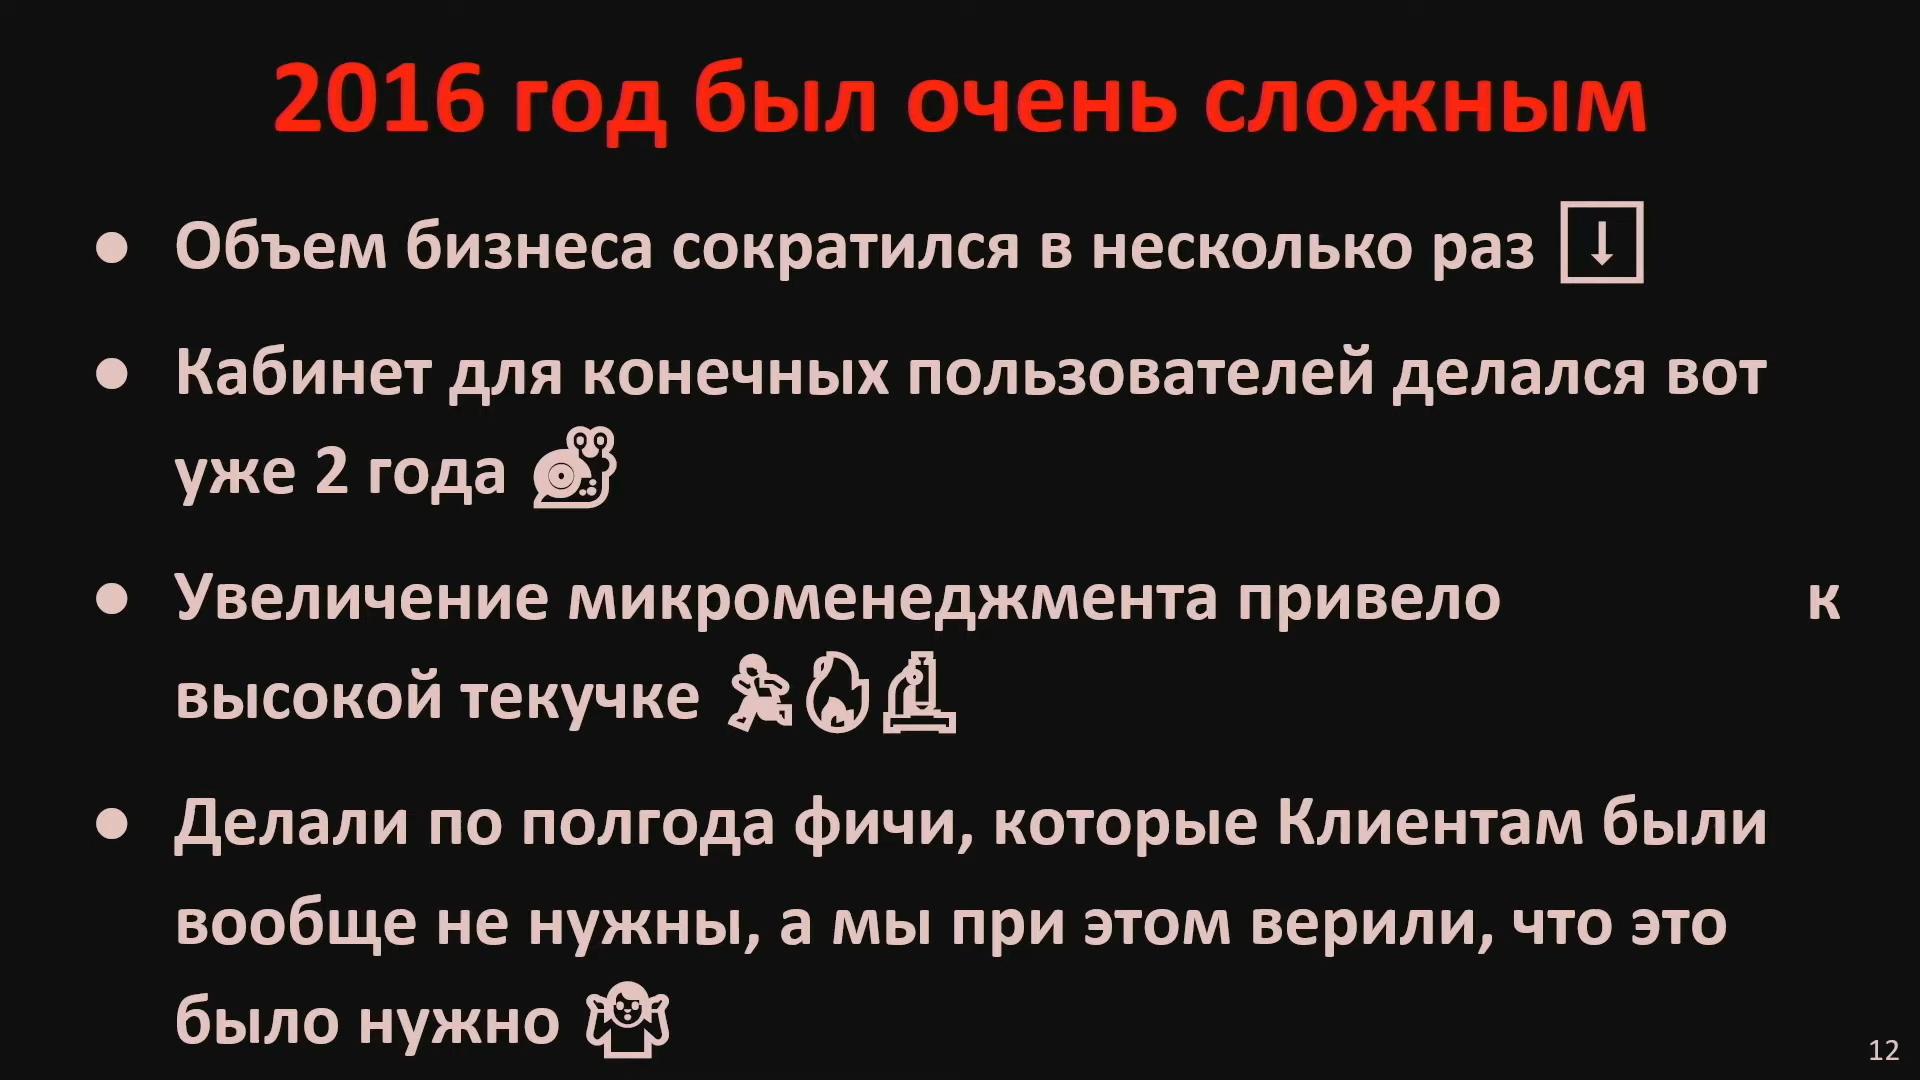 2016 год был очень сложным
● Объем бизнеса сократился в несколько раз ↓
● Кабинет для конечных пользователей делался вот
уже 2 года 🐌
● Увеличение микроменеджмента привело к
высокой текучке
● Делали по полгода фичи, которые Клиентам были
вообще не нужны, а мы при этом верили, что это
было нужно
12